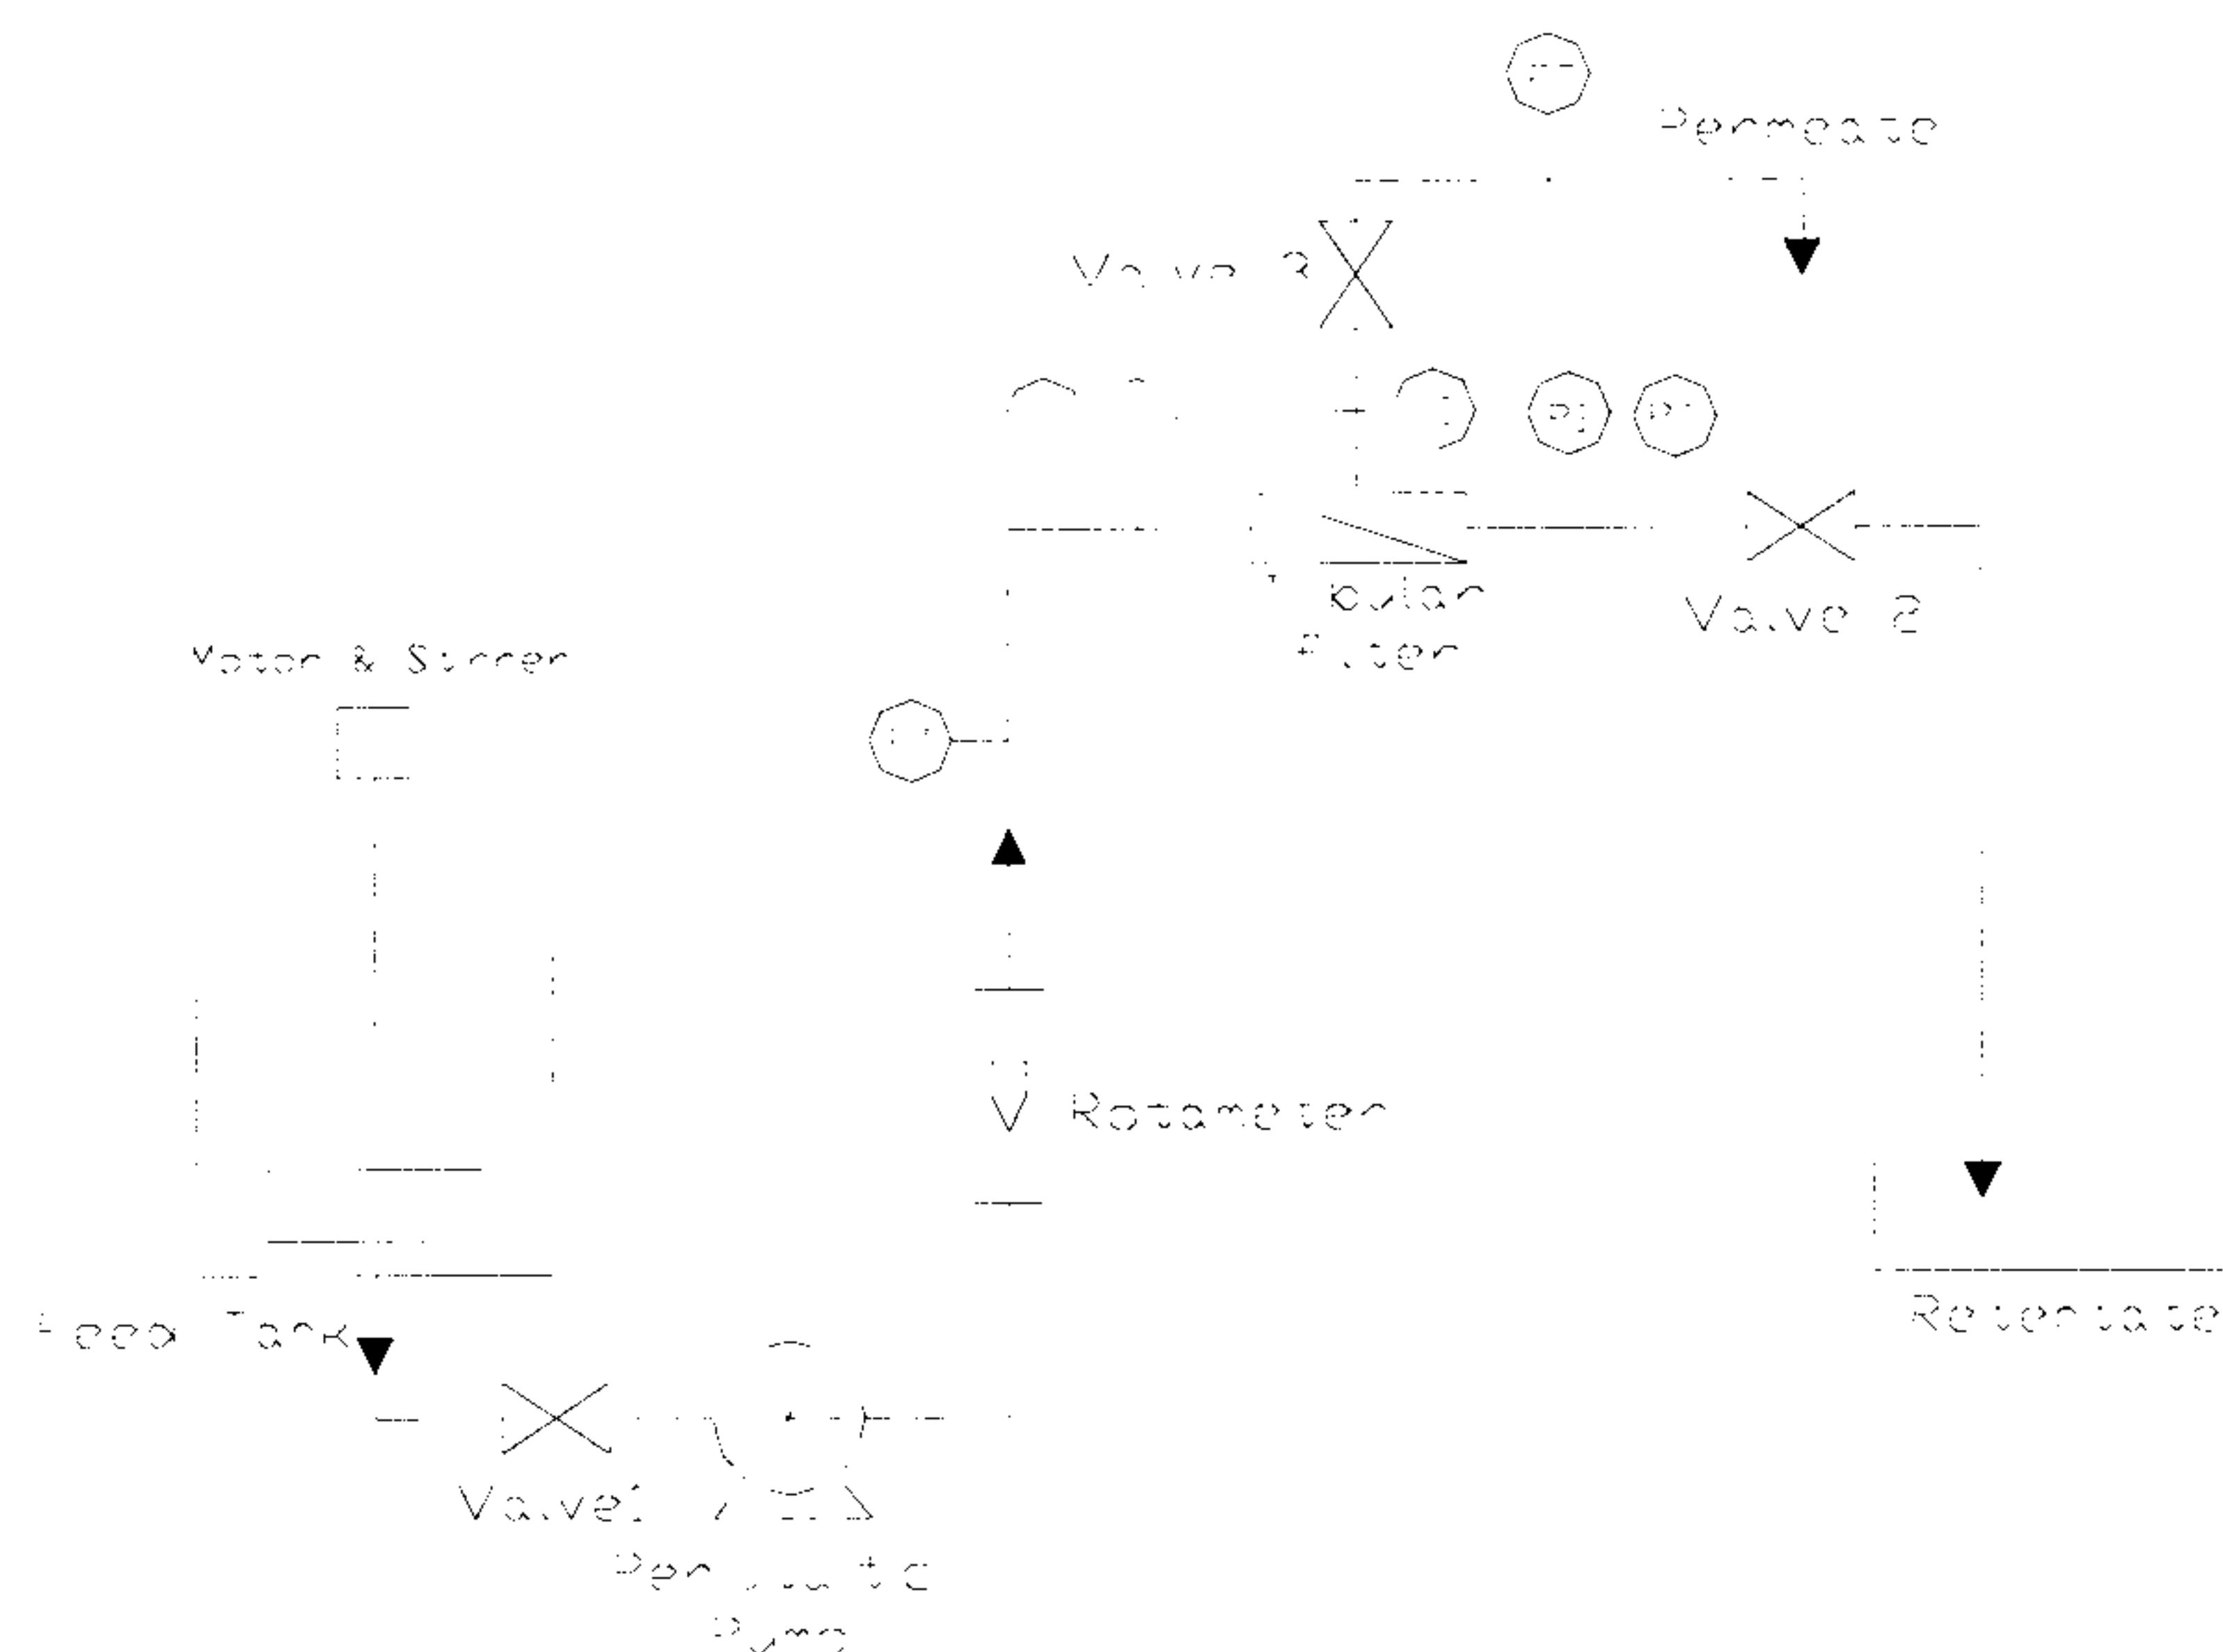 Permeate
Valve 3
Tubular
Filter
Valve 2
Motor & Stirrer
Rotameter
Feed Tank
Retentate
Valve1
Peristaltic
Pump